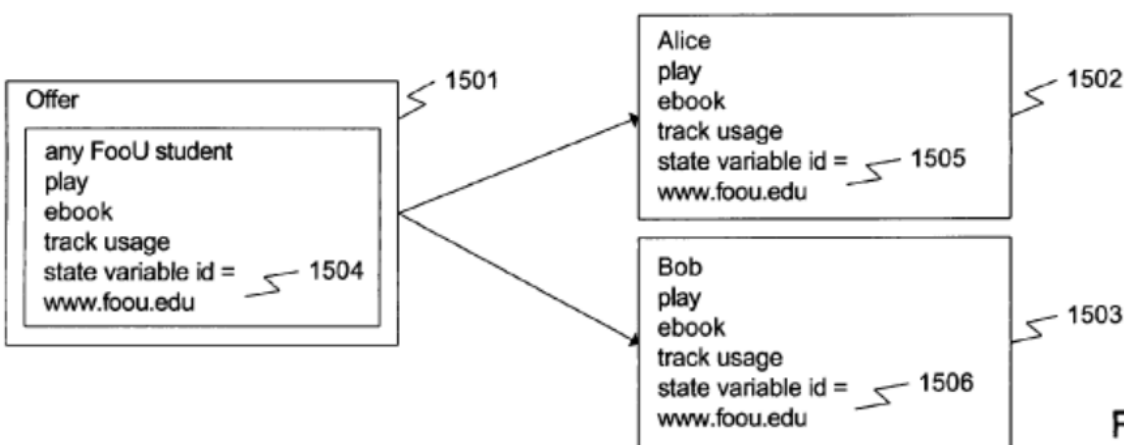 Offer
1501
any FooU student
play
ebook
track usage
state variable id =
1504
www.foou.edu
Alice
play
ebook
track usage
state variable id =
1505
www.foou.edu
1502
Bob
play
ebook
track usage
state variable id =
1506
www.foou.edu
1503